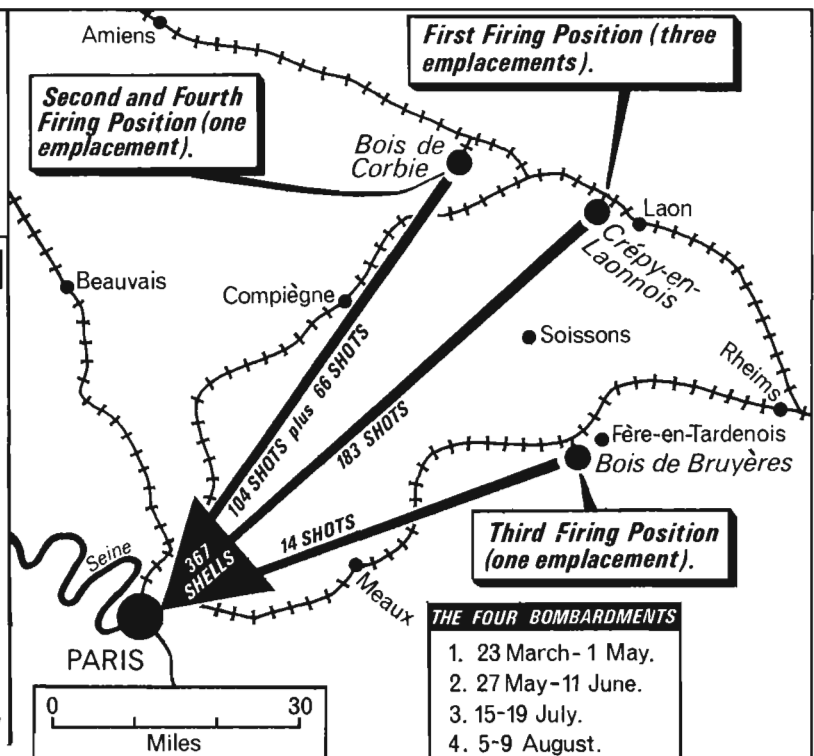 Amiens
First Firing Position (three
emplacements).
Second and Fourth
Firing Position (one
emplacement).
Bois de
Corbie
Laon
Crépy-en-
Laonnois
Beauvais
Compiègne
Soissons
Rheims
104 SHOTS plus 66 SHOTS
183 SHOTS
Fère-en-Tardenois
Bois de Bruyères
14 SHOTS
367
SHELLS
Third Firing Position
(one emplacement).
Seine
Meaux
PARIS
THE FOUR BOMBARDMENTS
1. 23 March-1 May.
2. 27 May-11 June.
3. 15-19 July.
4. 5-9 August.
0 30
Miles